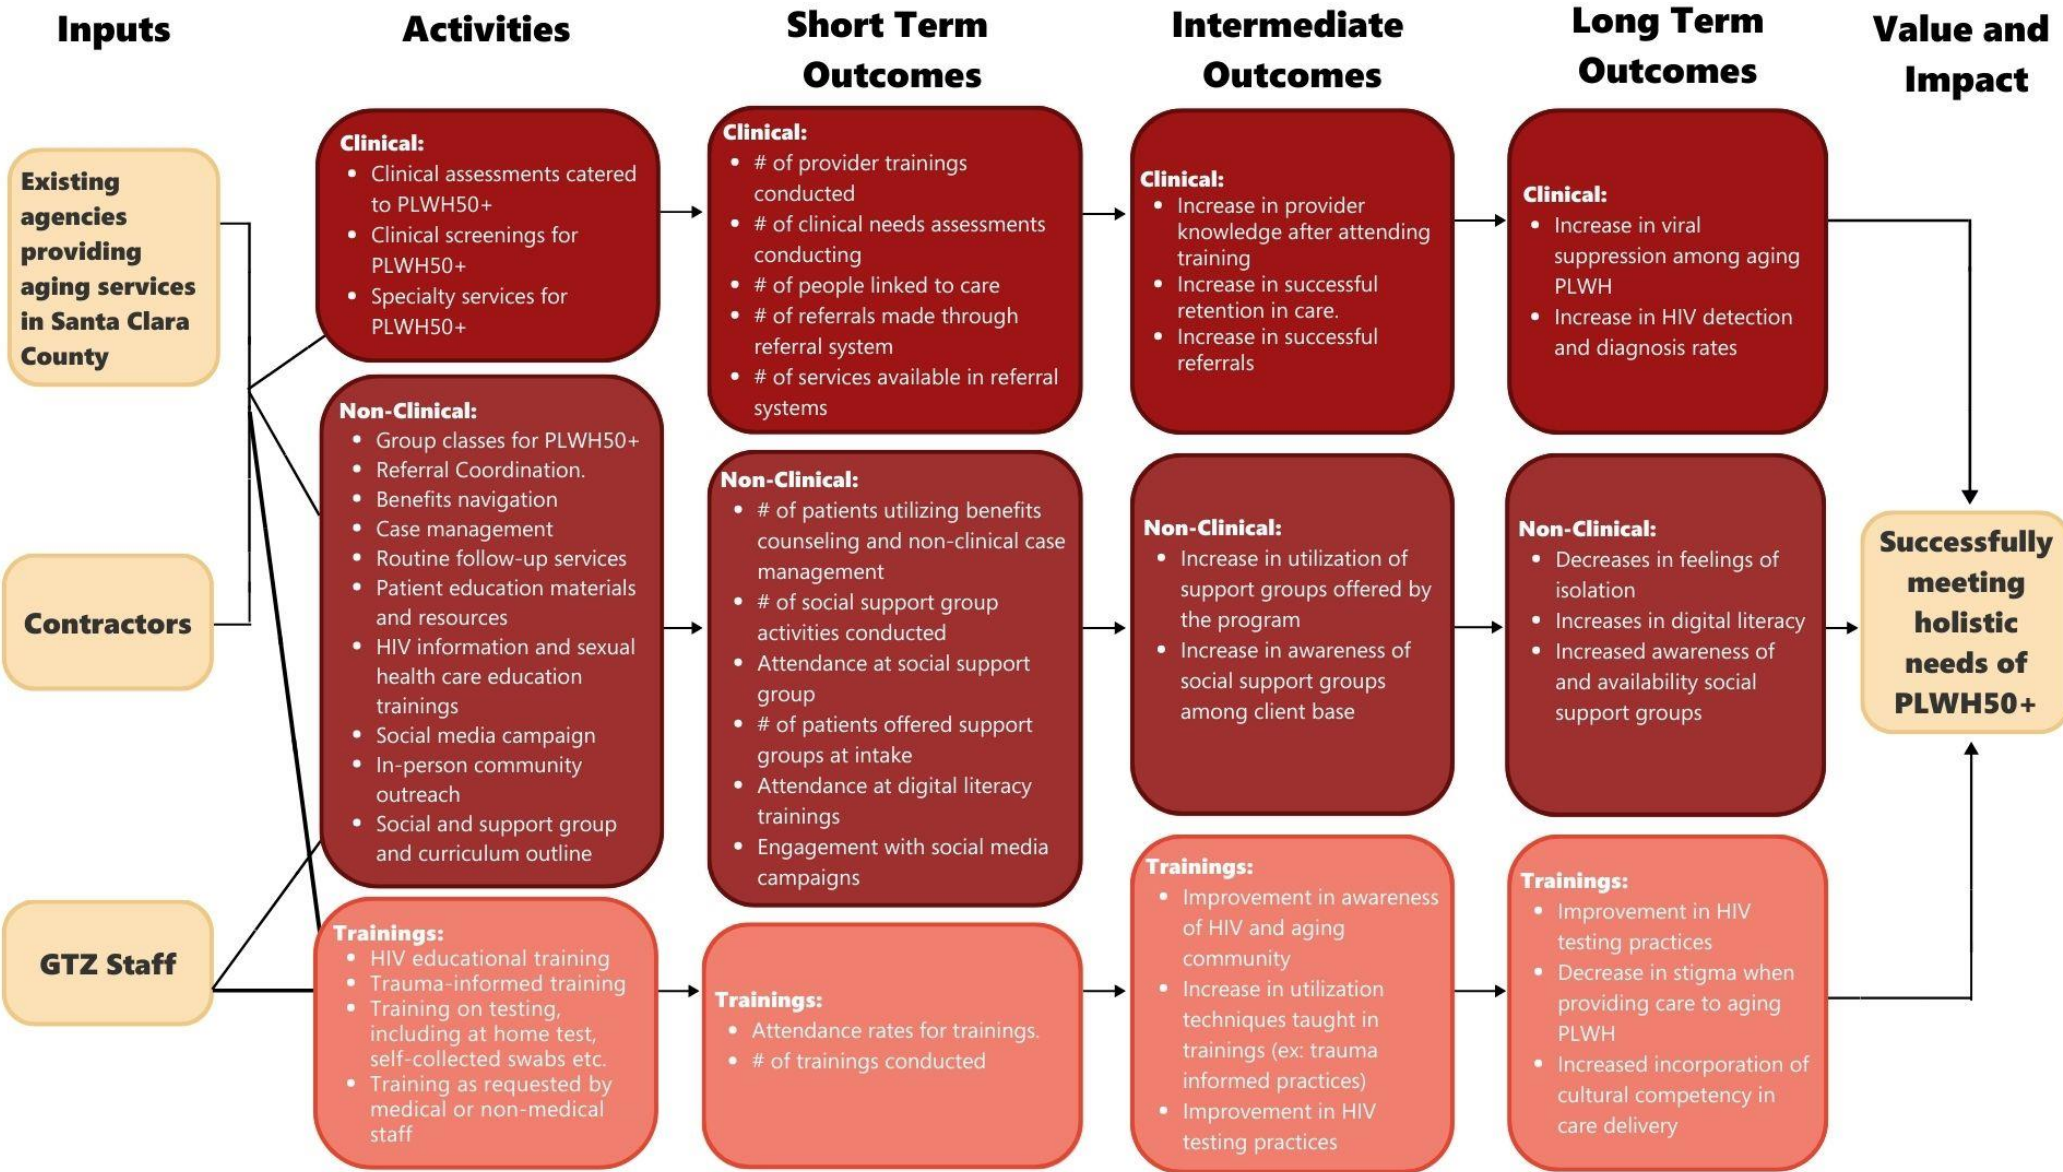 Inputs
Activities
Short Term
Outcomes
Intermediate
Outcomes
Long Term
Outcomes
Value and
Impact
Existing
agencies
providing
aging services
in Santa Clara
County
Contractors
GTZ Staff
Clinical:
• Clinical assessments catered
to PLWH50+
• Clinical screenings for
PLWH50+
• Specialty services for
PLWH50+
Non-Clinical:
• Group classes for PLWH50+
• Referral Coordination.
• Benefits navigation
• Case management
• Routine follow-up services
• Patient education materials
and resources
• HIV information and sexual
health care education
trainings
• Social media campaign
• In-person community
outreach
• Social and support group
and curriculum outline
Trainings:
• HIV educational training
• Trauma-informed training
• Training on testing,
including at home test,
self-collected swabs etc.
• Training as requested by
medical or non-medical
staff
Clinical:
• # of provider trainings
conducted
• # of clinical needs assessments
conducting
• # of people linked to care
• # of referrals made through
referral system
• # of services available in referral
systems
Non-Clinical:
• # of patients utilizing benefits
counseling and non-clinical case
management
• # of social support group
activities conducted
• Attendance at social support
group
• # of patients offered support
groups at intake
• Attendance at digital literacy
trainings
• Engagement with social media
campaigns
Trainings:
• Attendance rates for trainings.
• # of trainings conducted
Clinical:
• Increase in provider
knowledge after attending
training
• Increase in successful
retention in care.
• Increase in successful
referrals
Non-Clinical:
• Increase in utilization of
support groups offered by
the program
• Increase in awareness of
social support groups
among client base
Trainings:
• Improvement in awareness
of HIV and aging
community
• Increase in utilization
techniques taught in
trainings (ex: trauma
informed practices)
• Improvement in HIV
testing practices
Clinical:
• Increase in viral
suppression among aging
PLWH
• Increase in HIV detection
and diagnosis rates
Non-Clinical:
• Decreases in feelings of
isolation
• Increases in digital literacy
• Increased awareness of
and availability social
support groups
Trainings:
• Improvement in HIV
testing practices
• Decrease in stigma when
providing care to aging
PLWH
• Increased incorporation of
cultural competency in
care delivery
Successfully
meeting
holistic
needs of
PLWH50+